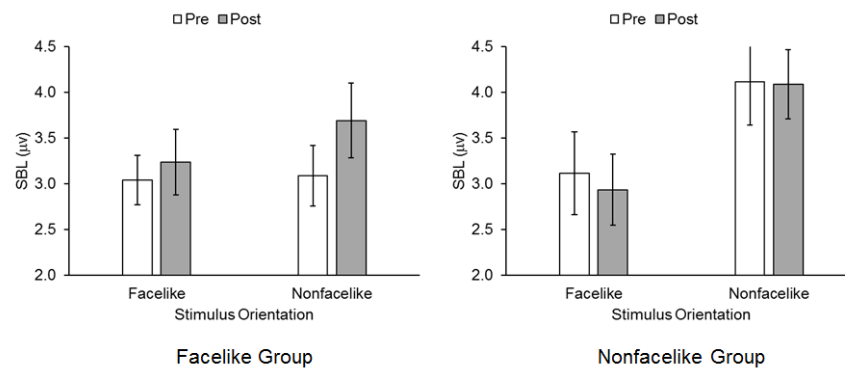 Pre Post
4.5
4.0
3.5
3.0
2.5
2.0
SBL (μv)
Facelike Nonfacelike
Stimulus Orientation
Facelike Group
Pre Post
4.5
4.0
3.5
3.0
2.5
2.0
SBL (μv)
Facelike Nonfacelike
Stimulus Orientation
Nonfacelike Group